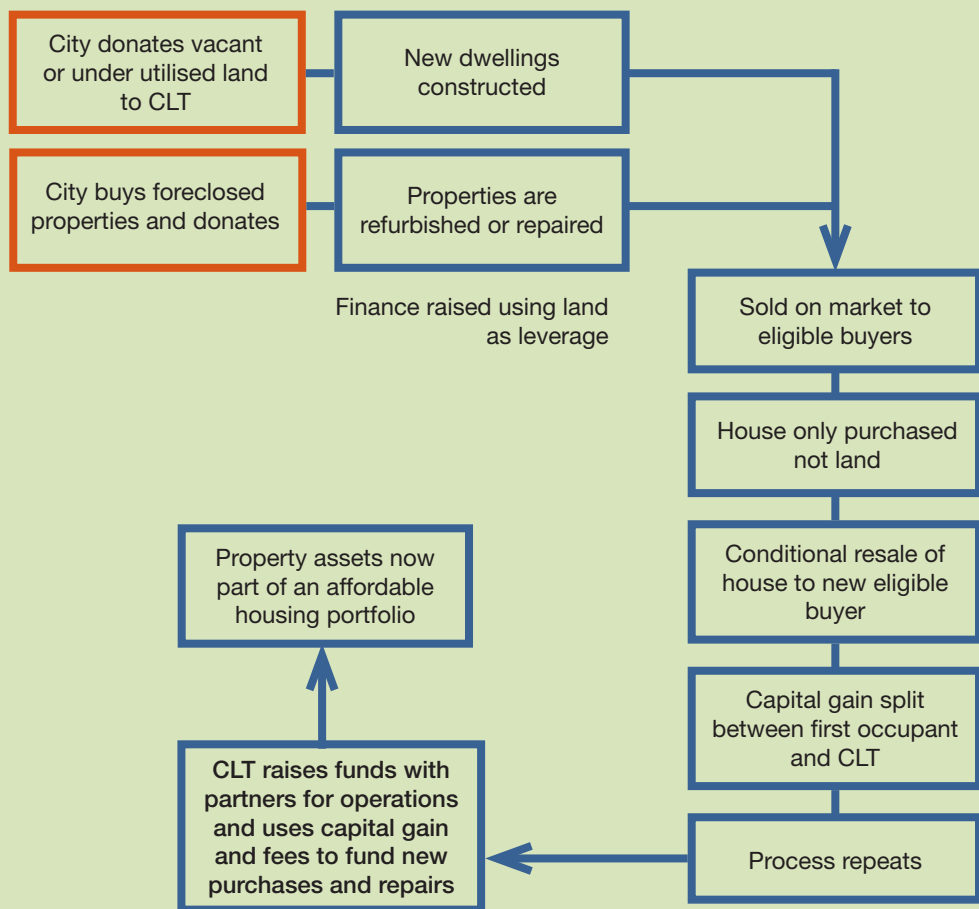 City donates vacant
or under utilised land
to CLT
New dwellings
constructed
City buys foreclosed
properties and donates
Properties are
refurbished or repaired
Finance raised using land
as leverage
Sold on market to
eligible buyers
House only purchased
not land
Conditional resale of
house to new eligible
buyer
Capital gain split
between first occupant
and CLT
Process repeats
CLT raises funds with
partners for operations
and uses capital gain
and fees to fund new
purchases and repairs
Property assets now
part of an affordable
housing portfolio